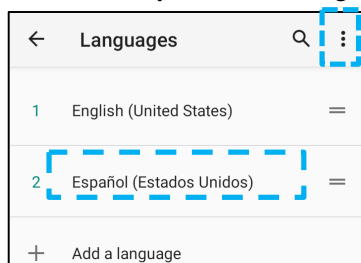 Languages
1 English (United States)
2 Español (Estados Unidos)
Add a language